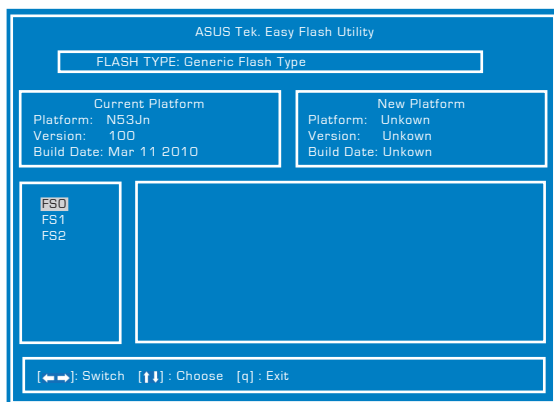 ASUS Tek. Easy Flash Utility
FLASH TYPE: Generic Flash Type
Current Platform
Platform: N53Jn
Version: 100
Build Date: Mar 11 2010
New Platform
Platform: Unkown
Version: Unkown
Build Date: Unkown
FS0
FS1
FS2
[←→]: Switch [↑↓] : Choose [q] : Exit